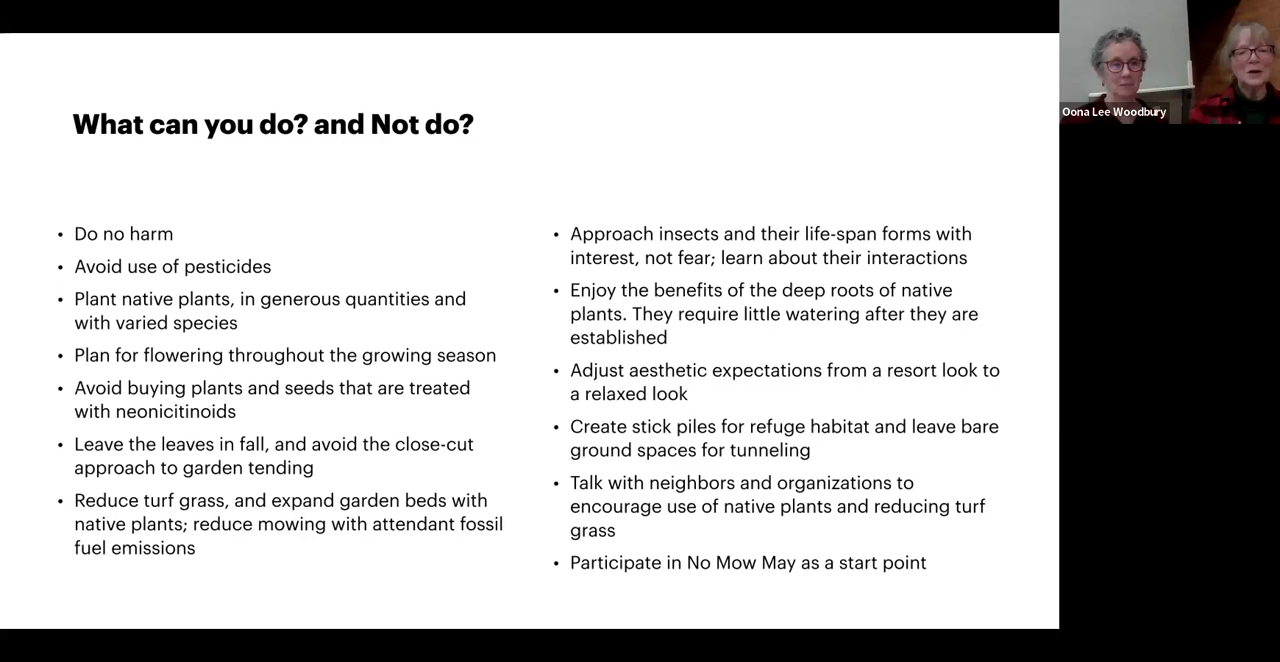 What can you do? and Not do?
• Do no harm
• Avoid use of pesticides
• Plant native plants, in generous quantities and
with varied species
• Plan for flowering throughout the growing season
• Avoid buying plants and seeds that are treated
with neonicitinoids
• Leave the leaves in fall, and avoid the close-cut
approach to garden tending
• Reduce turf grass, and expand garden beds with
native plants; reduce mowing with attendant fossil
fuel emissions
• Approach insects and their life-span forms with
interest, not fear; learn about their interactions
• Enjoy the benefits of the deep roots of native
plants. They require little watering after they are
established
• Adjust aesthetic expectations from a resort look to
a relaxed look
• Create stick piles for refuge habitat and leave bare
ground spaces for tunneling
• Talk with neighbors and organizations to
encourage use of native plants and reducing turf
grass
• Participate in No Mow May as a start point
Oona Lee Woodbury